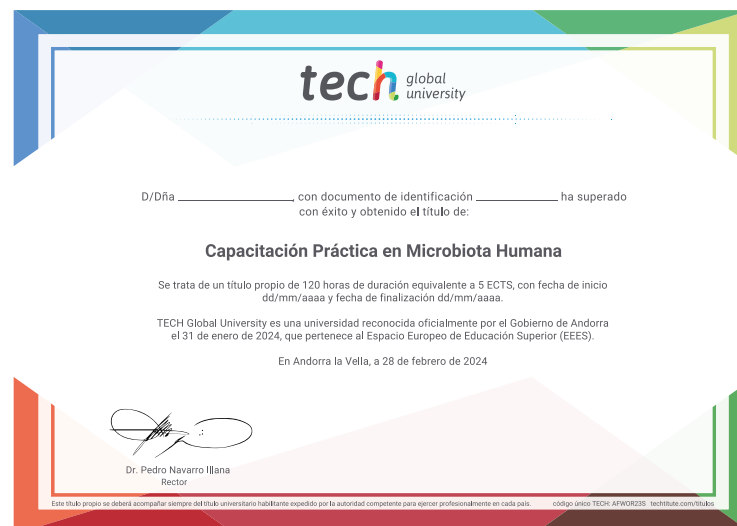 tech global university
D/Dña ________________, con documento de identificación ____________ ha superado
con éxito y obtenido el título de:
Capacitación Práctica en Microbiota Humana
Se trata de un título propio de 120 horas de duración equivalente a 5 ECTS, con fecha de inicio
dd/mm/aaaa y fecha de finalización dd/mm/aaaa.
TECH Global University es una universidad reconocida oficialmente por el Gobierno de Andorra
el 31 de enero de 2024, que pertenece al Espacio Europeo de Educación Superior (EEES).
En Andorra la Vella, a 28 de febrero de 2024
Dr. Pedro Navarro Illana
Rector
Este título propio se deberá acompañar siempre del título universitario habilitante expedido por la autoridad competente para ejercer profesionalmente en cada país. código único TECH: AFWOR23S techtitute.com/titulos